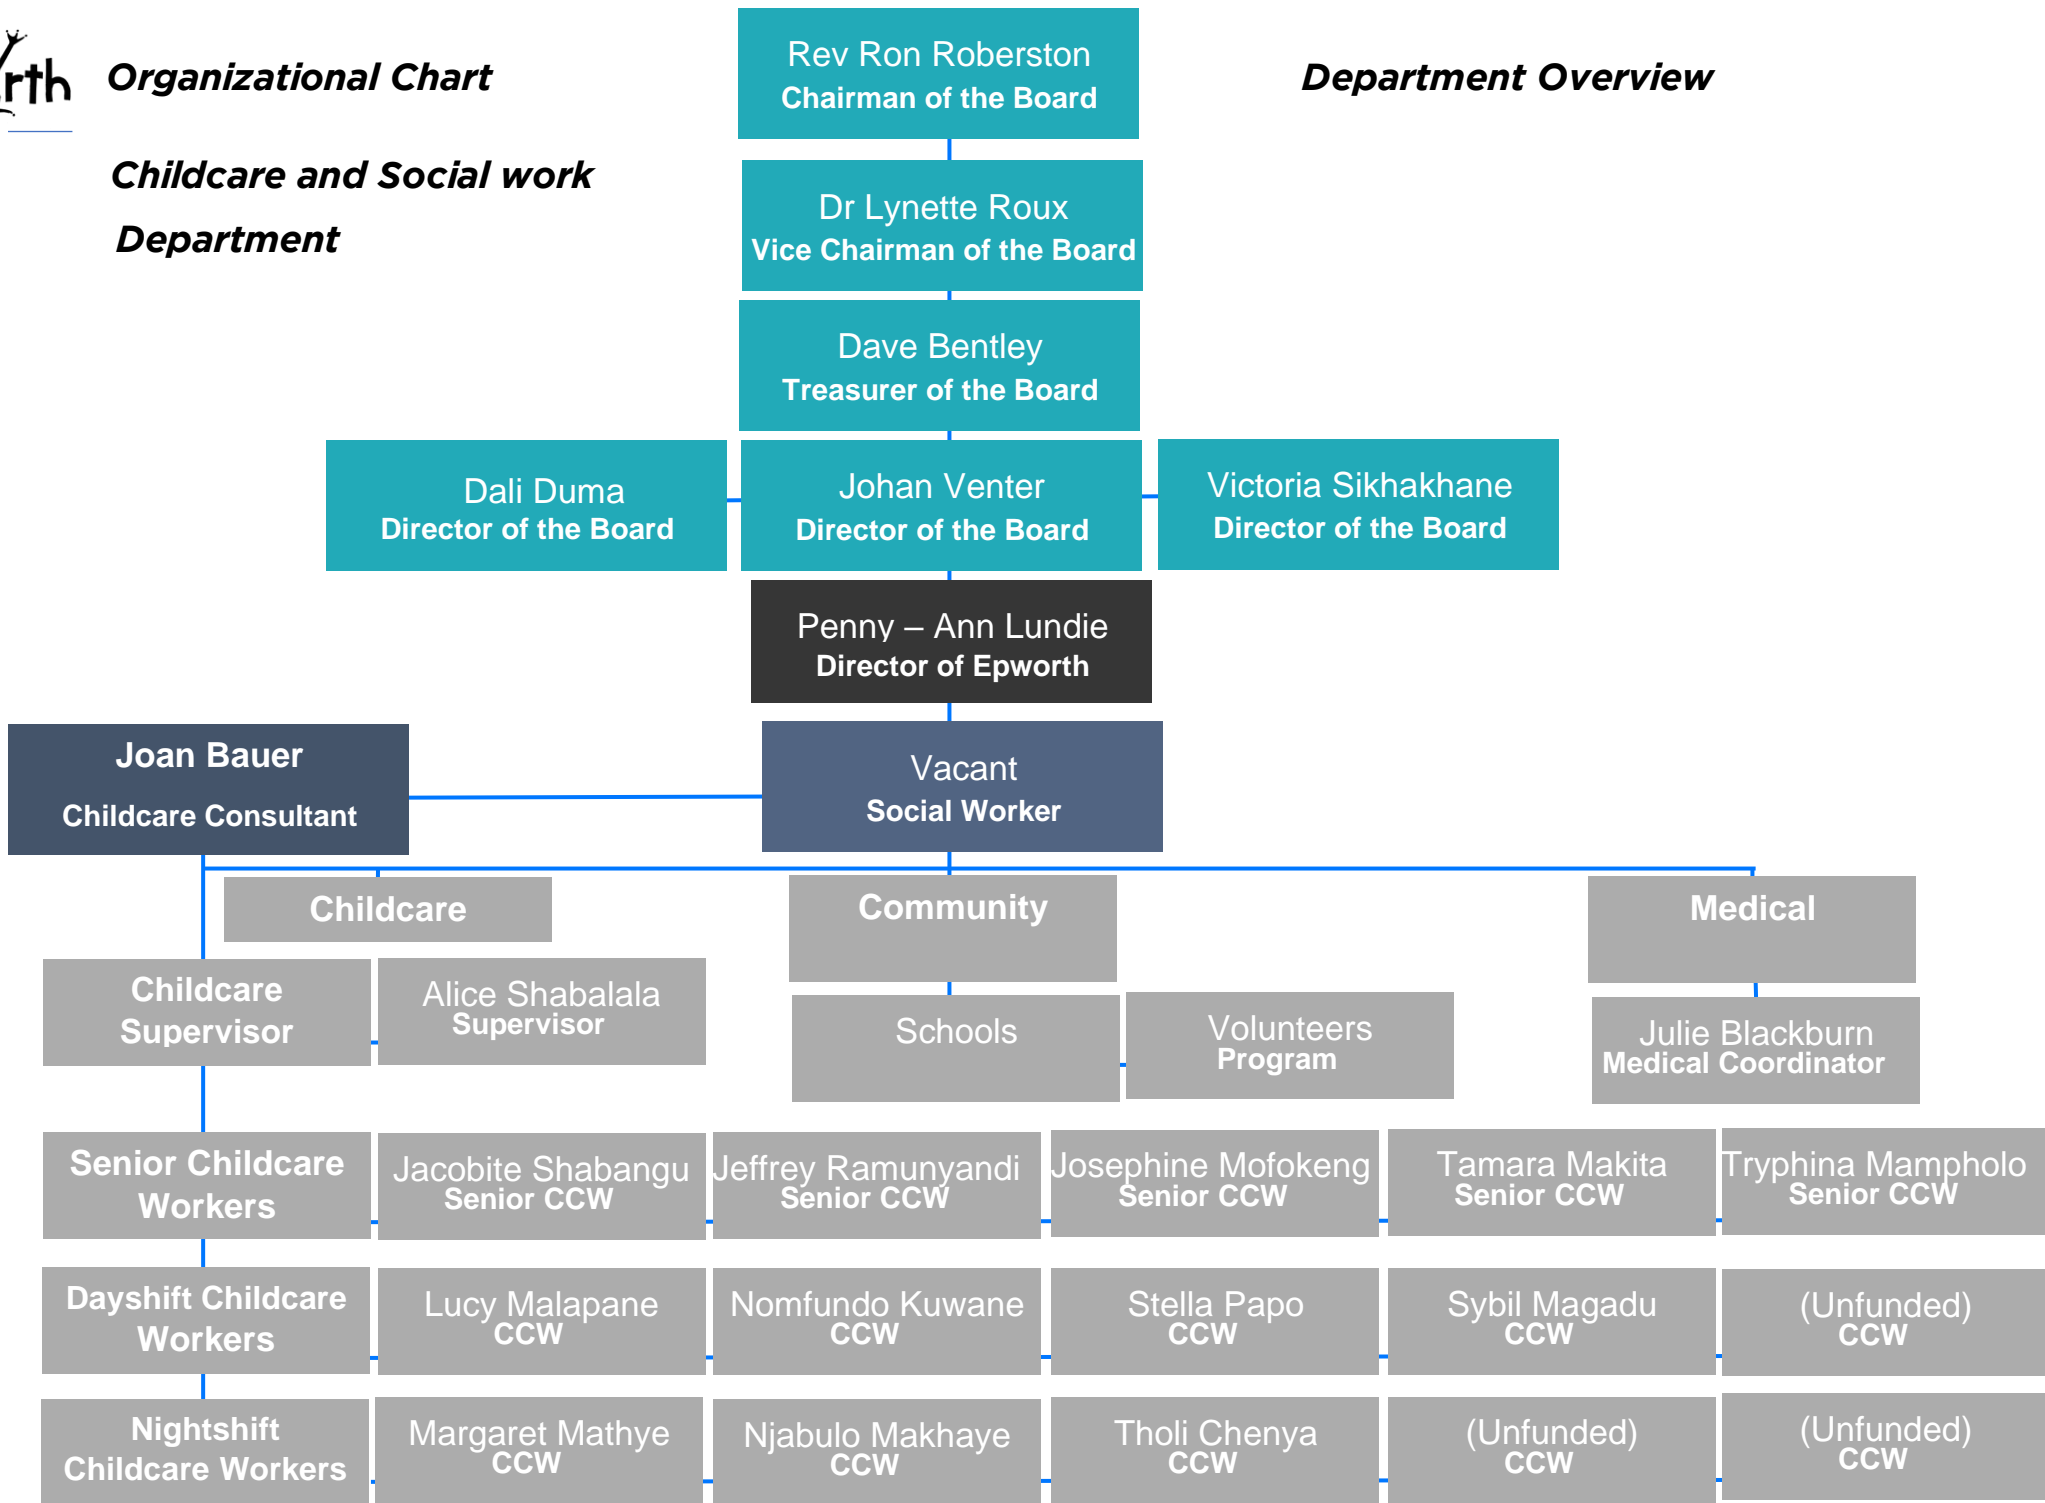 rth
Organizational Chart
Department Overview
Childcare and Social work
Department
Rev Ron Roberston
Chairman of the Board
Dr Lynette Roux
Vice Chairman of the Board
Dave Bentley
Treasurer of the Board
Dali Duma
Director of the Board
Johan Venter
Director of the Board
Victoria Sikhakhane
Director of the Board
Penny – Ann Lundie
Director of Epworth
Joan Bauer
Childcare Consultant
Vacant
Social Worker
Childcare
Community
Medical
Childcare
Supervisor
Alice Shabalala
Supervisor
Schools
Volunteers
Program
Julie Blackburn
Medical Coordinator
Senior Childcare
Workers
Jacobite Shabangu
Senior CCW
Jeffrey Ramunyandi
Senior CCW
Josephine Mofokeng
Senior CCW
Tamara Makita
Senior CCW
Tryphina Mampholo
Senior CCW
Dayshift Childcare
Workers
Lucy Malapane
CCW
Nomfundo Kuwane
CCW
Stella Papo
CCW
Sybil Magadu
CCW
(Unfunded)
CCW
Nightshift
Childcare Workers
Margaret Mathye
CCW
Njabulo Makhaye
CCW
Tholi Chenya
CCW
(Unfunded)
CCW
(Unfunded)
CCW